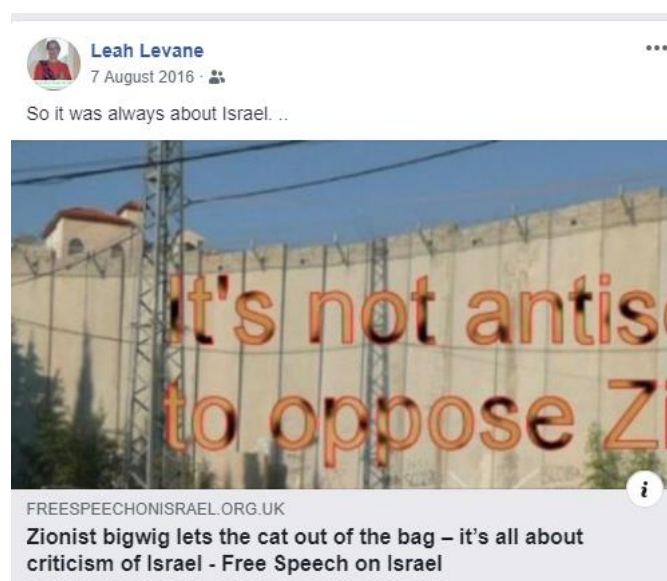 Leah Levane
7 August 2016 ·
So it was always about Israel. ..
It's not antis
to oppose Zi
i
FREESPEECHONISRAEL.ORG.UK
Zionist bigwig lets the cat out of the bag – it's all about
criticism of Israel - Free Speech on Israel